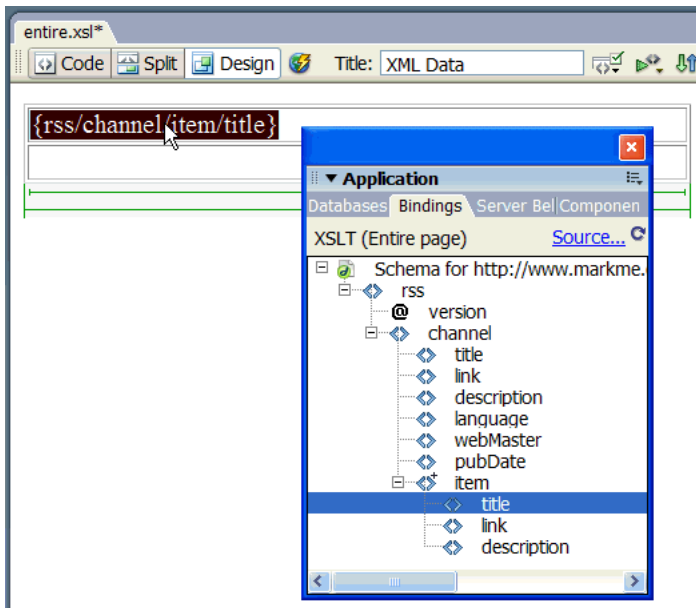 entire.xsl*
Code Split Design Title: XML Data
{rss/channel/item/title}
Application
Databases Bindings Server Bel Componen
XSLT (Entire page) Source...
Schema for http://www.markme.
rss
@ version
channel
title
link
description
language
webMaster
pubDate
item
title
link
description